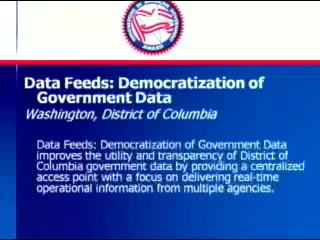 AWARD
Data Feeds: Democratization of
Government Data
Washington, District of Columbia
Data Feeds: Democratization of Government Data
improves the utility and transparency of District of
Columbia government data by providing a centralized
access point with a focus on delivering real-time
operational information from multiple agencies.